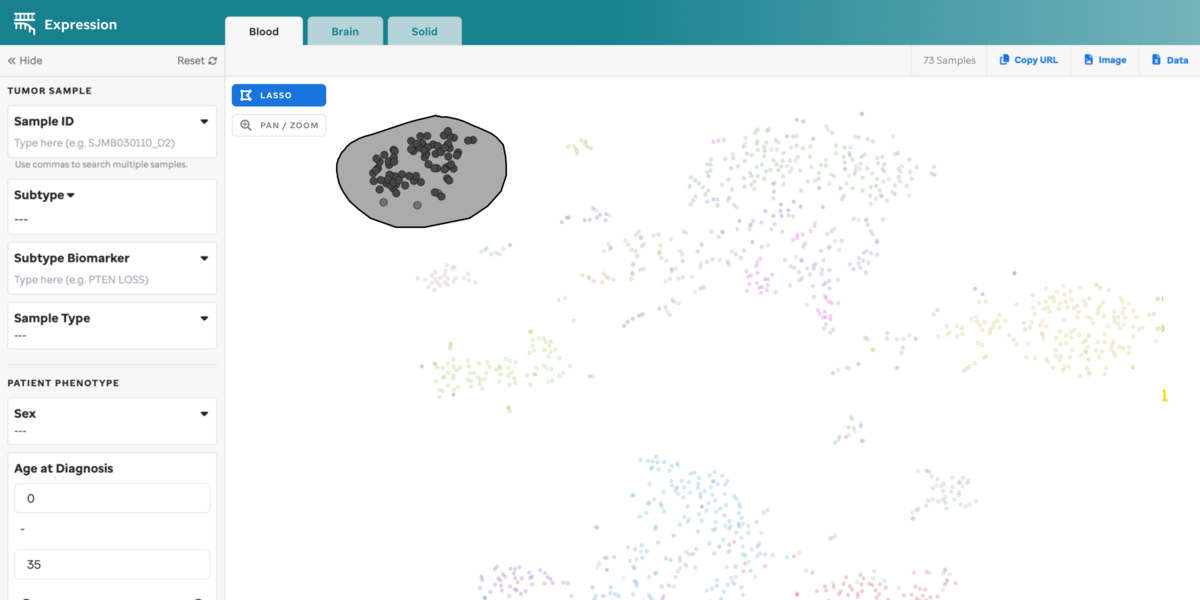 Expression
Blood
Brain
Solid
« Hide
Reset
73 Samples
Copy URL
Image
Data
TUMOR SAMPLE
LASSO
PAN / ZOOM
Sample ID
Type here (e.g. SJMB030110_D2)
Use commas to search multiple samples.
Subtype
---
Subtype Biomarker
Type here (e.g. PTEN LOSS)
Sample Type
---
PATIENT PHENOTYPE
1
Sex
---
Age at Diagnosis
0
-
35